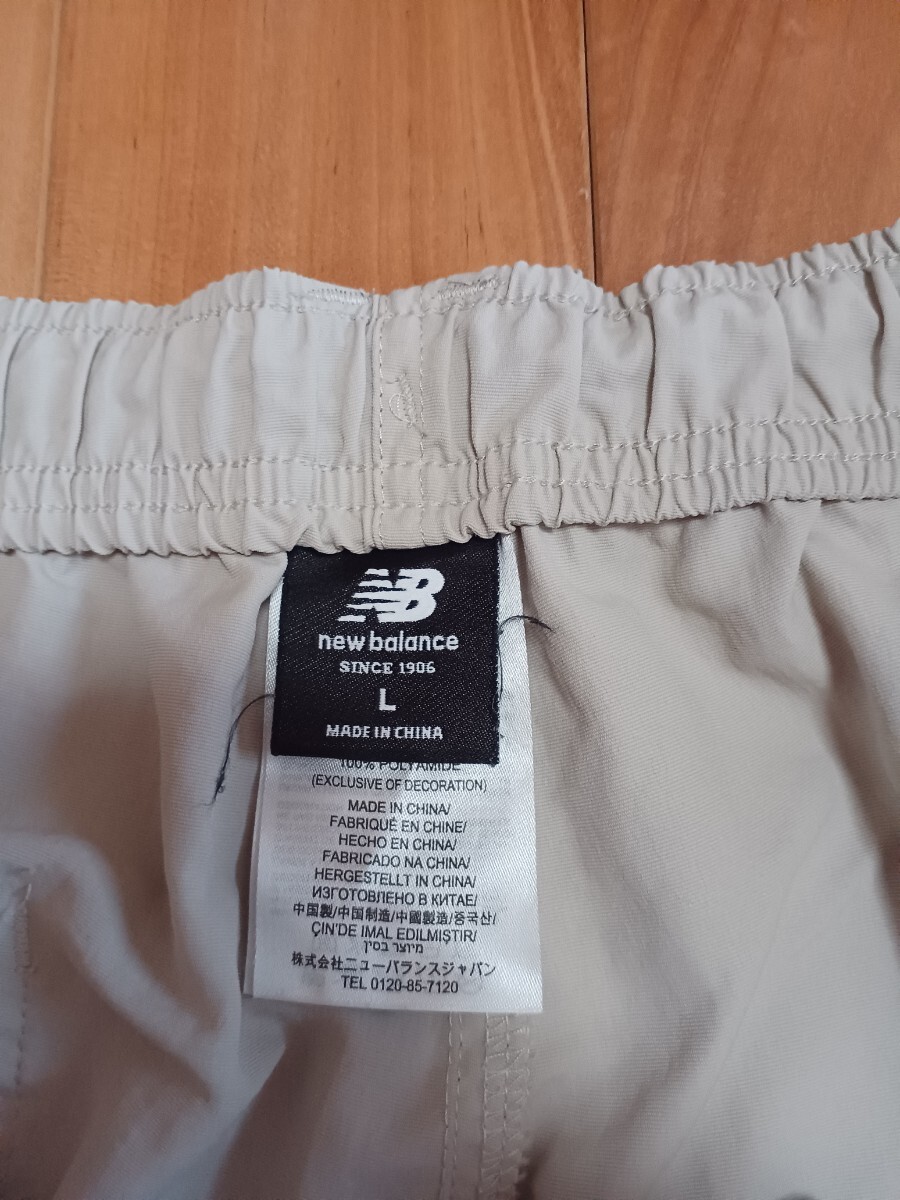 NB
new balance
SINCE 1906
L
MADE IN CHINA
100% POLYAMIDE
(EXCLUSIVE OF DECORATION)
MADE IN CHINA/
FABRIQUÉ EN CHINE/
HECHO EN CHINA/
FABRICADO NA CHINA/
HERGESTELLT IN CHINA/
ИЗГОТОВЛЕНО В КИТАЕ/
中国製/中国制造/中國製造/중국산/
ÇIN'DE IMAL EDILMIŞTIR/
מיוצר בסין
株式会社ニューバランスジャパン
TEL 0120-85-7120